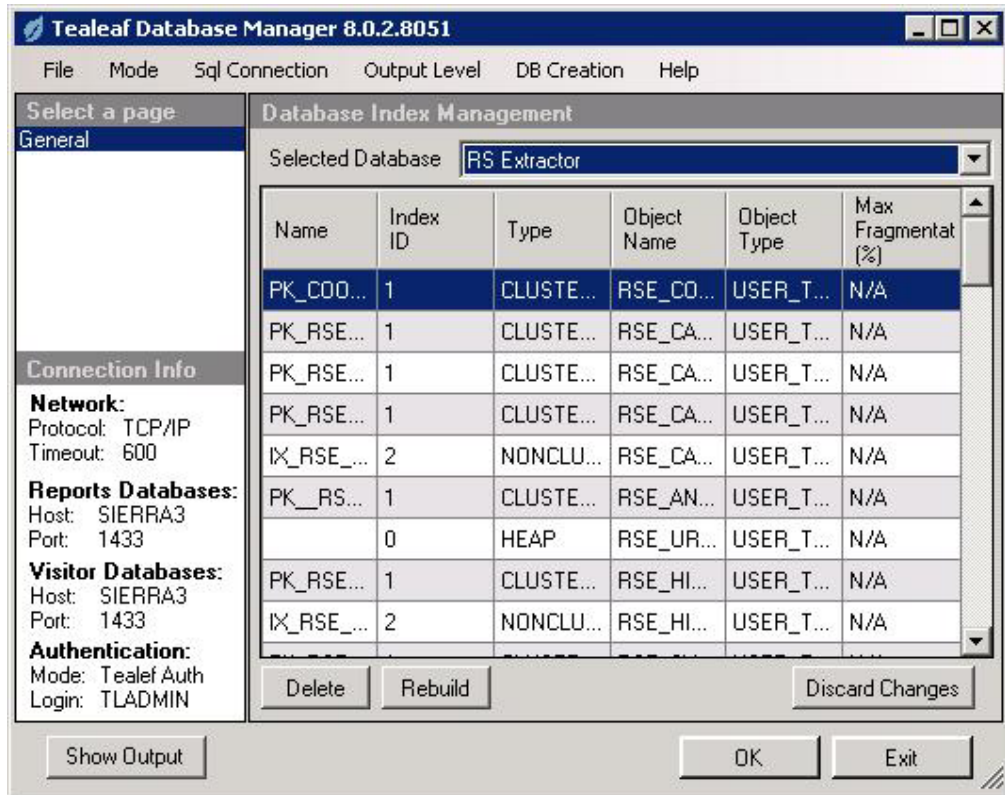 Tealeaf Database Manager 8.0.2.8051
File Mode Sql Connection Output Level DB Creation Help
Select a page
General
Database Index Management
Selected Database RS Extractor
Name Index ID Type Object Name Object Type Max Fragmentat (%)
PK_COO... 1 CLUSTE... RSE_CO... USER_T... N/A
PK_RSE... 1 CLUSTE... RSE_CA... USER_T... N/A
PK_RSE... 1 CLUSTE... RSE_CA... USER_T... N/A
PK_RSE... 1 CLUSTE... RSE_CA... USER_T... N/A
IX_RSE_... 2 NONCLU... RSE_CA... USER_T... N/A
PK__RS... 1 CLUSTE... RSE_AN... USER_T... N/A
0 HEAP RSE_UR... USER_T... N/A
PK_RSE... 1 CLUSTE... RSE_HI... USER_T... N/A
IX_RSE_... 2 NONCLU... RSE_HI... USER_T... N/A
Connection Info
Network:
Protocol: TCP/IP
Timeout: 600
Reports Databases:
Host: SIERRA3
Port: 1433
Visitor Databases:
Host: SIERRA3
Port: 1433
Authentication:
Mode: Tealef Auth
Login: TLADMIN
Delete Rebuild Discard Changes
Show Output OK Exit